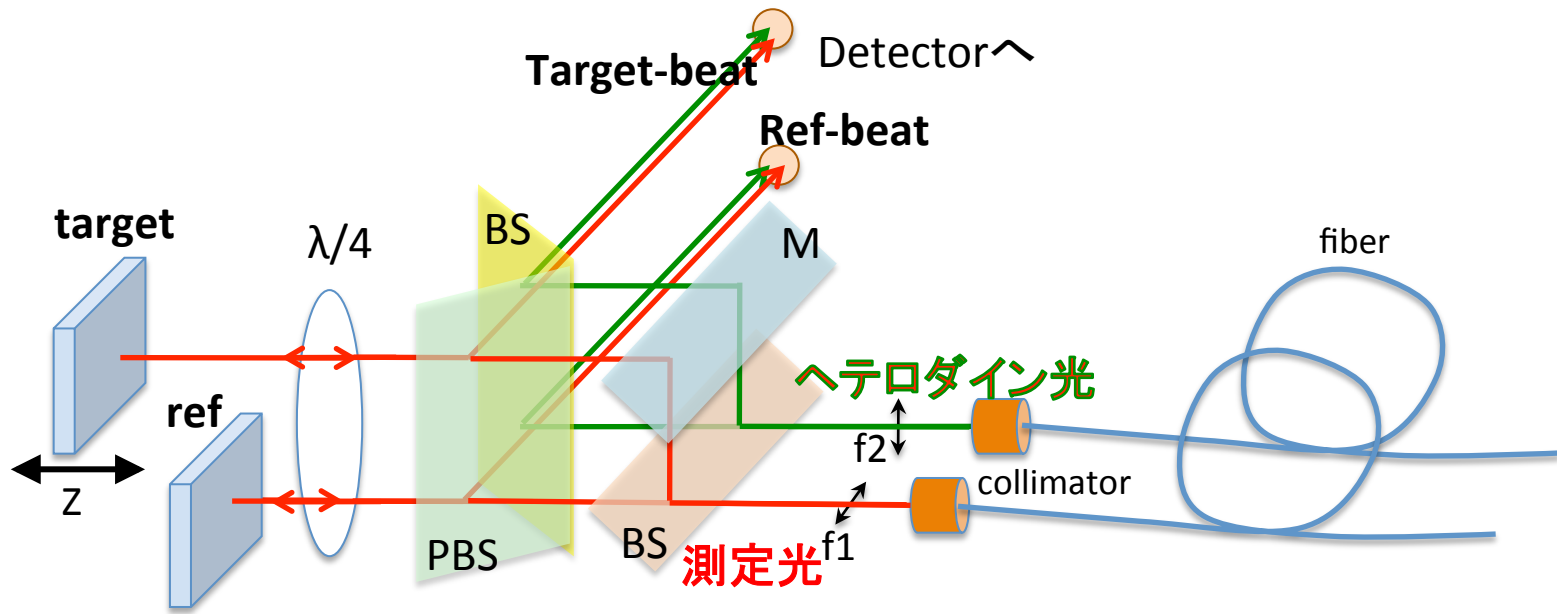 Detectorへ
Target-beat
Ref-beat
target
λ/4
BS
M
fiber
ヘテロダイン光
ref
f2
Z
collimator
PBS
BS
f1
測定光